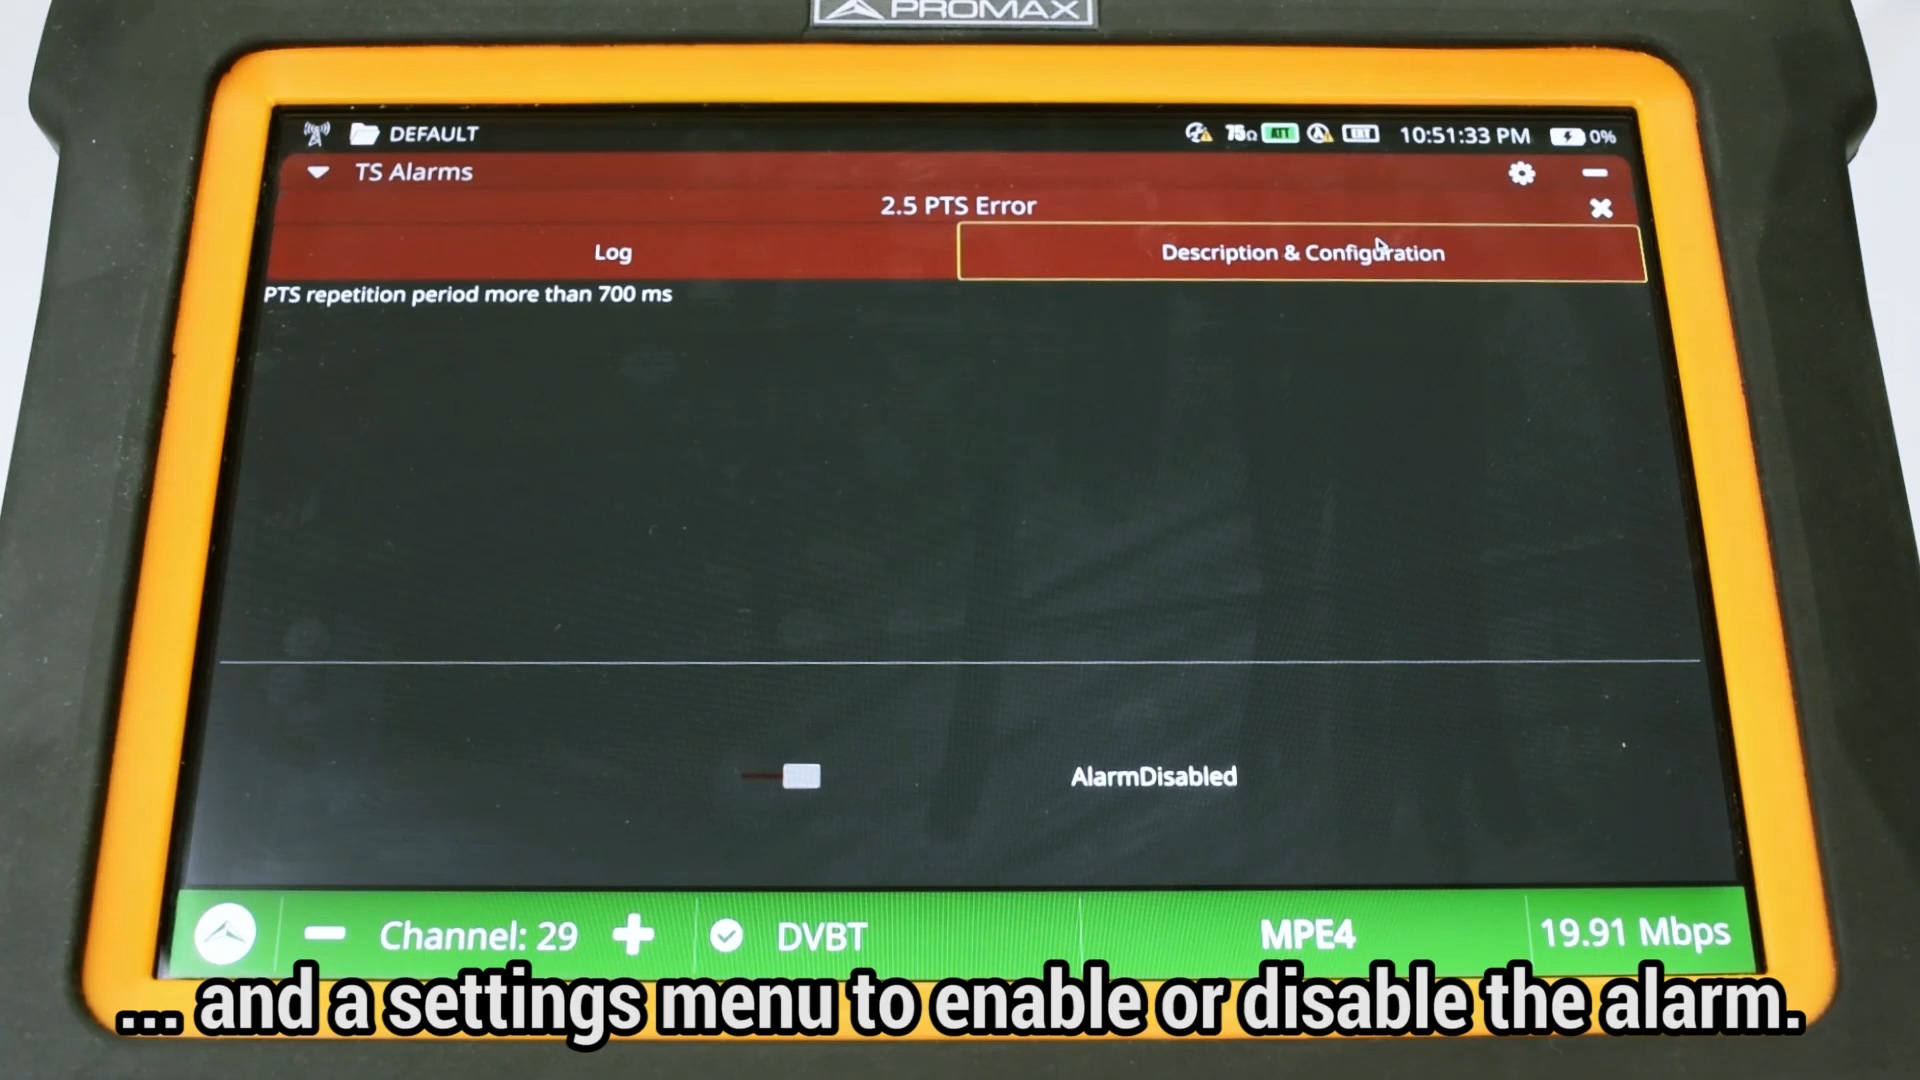 PROMAX
DEFAULT 75Ω ATT EXT 10:51:33 PM 0%
TS Alarms
2.5 PTS Error
Log Description & Configuration
PTS repetition period more than 700 ms
AlarmDisabled
Channel: 29 DVBT MPE4 19.91 Mbps
... and a settings menu to enable or disable the alarm.